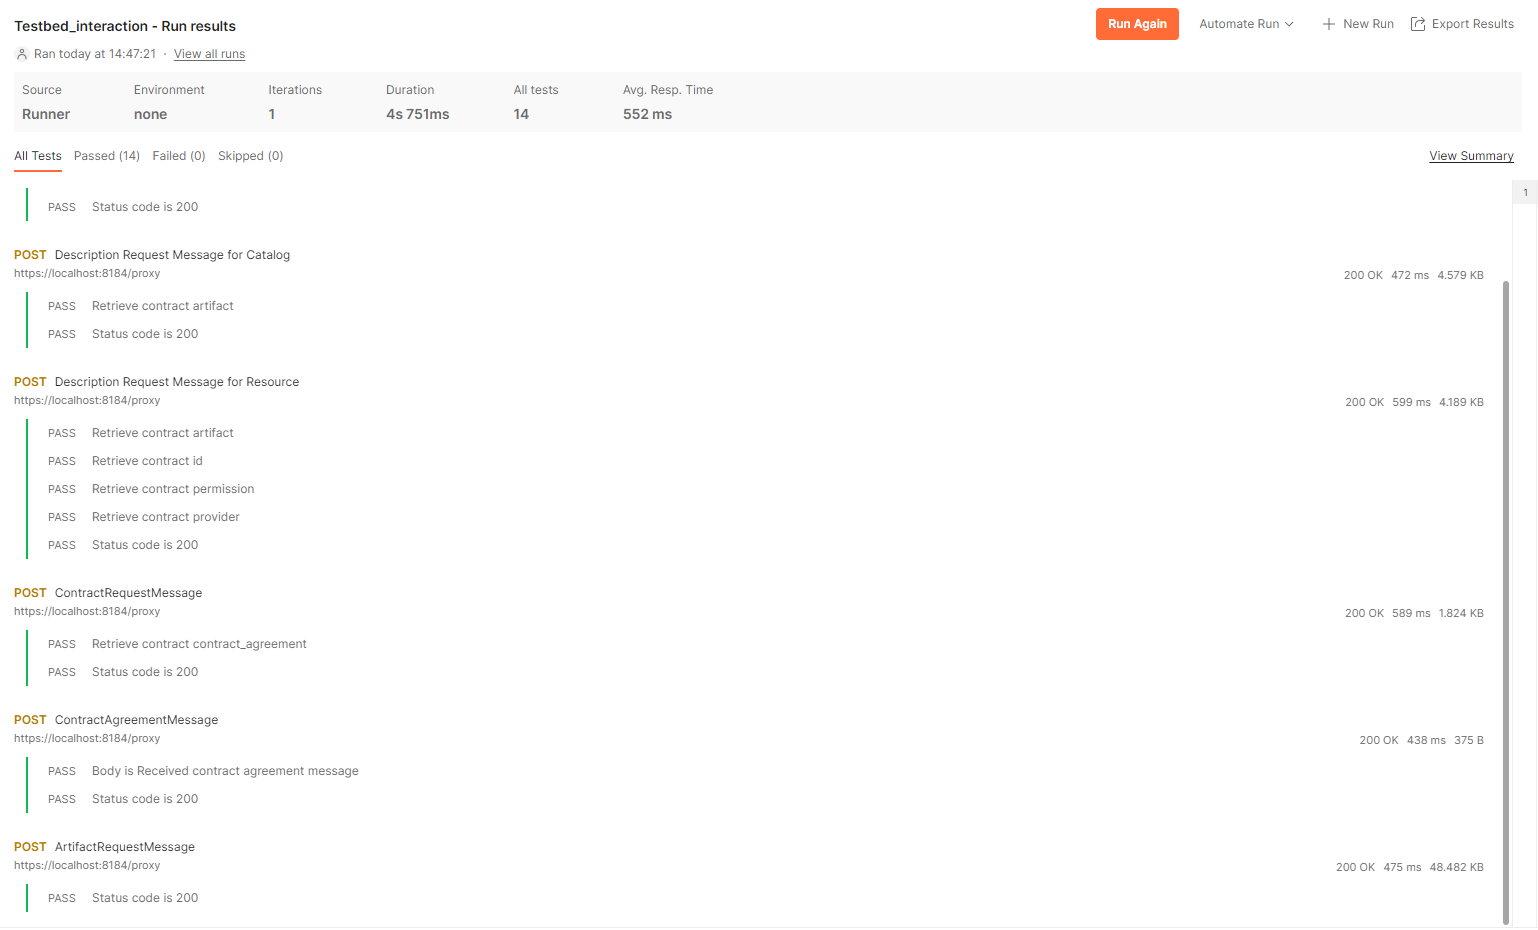 Testbed_interaction - Run results
Run Again
Automate Run
New Run
Export Results
Ran today at 14:47:21 · View all runs
Source Environment Iterations Duration All tests Avg. Resp. Time
Runner none 1 4s 751ms 14 552 ms
All Tests Passed (14) Failed (0) Skipped (0) View Summary
1
PASS Status code is 200
POST Description Request Message for Catalog
https://localhost:8184/proxy
200 OK 472 ms 4.579 KB
PASS Retrieve contract artifact
PASS Status code is 200
POST Description Request Message for Resource
https://localhost:8184/proxy
200 OK 599 ms 4.189 KB
PASS Retrieve contract artifact
PASS Retrieve contract id
PASS Retrieve contract permission
PASS Retrieve contract provider
PASS Status code is 200
POST ContractRequestMessage
https://localhost:8184/proxy
200 OK 589 ms 1.824 KB
PASS Retrieve contract contract_agreement
PASS Status code is 200
POST ContractAgreementMessage
https://localhost:8184/proxy
200 OK 438 ms 375 B
PASS Body is Received contract agreement message
PASS Status code is 200
POST ArtifactRequestMessage
https://localhost:8184/proxy
200 OK 475 ms 48.482 KB
PASS Status code is 200